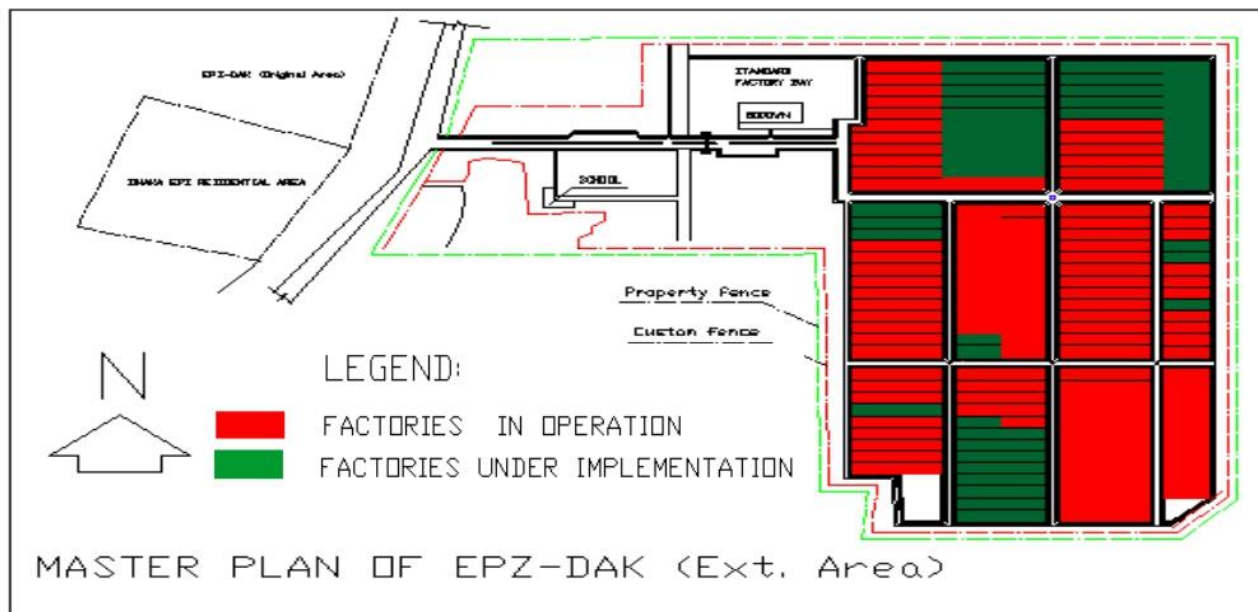 EPZ-DAK (Original Area)
STANDARD
FACTORY BAY
GODOWN
DHAKA EPZ RESIDENTIAL AREA
SCHOOL
Property fence
Custom fence
N
LEGEND:
FACTORIES IN OPERATION
FACTORIES UNDER IMPLEMENTATION
MASTER PLAN OF EPZ-DAK (Ext. Area)